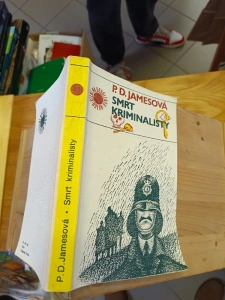 P. D. JAMESOVÁ
SMRT
KRIMINALISTY
P. D. Jamesová • Smrt kriminalisty